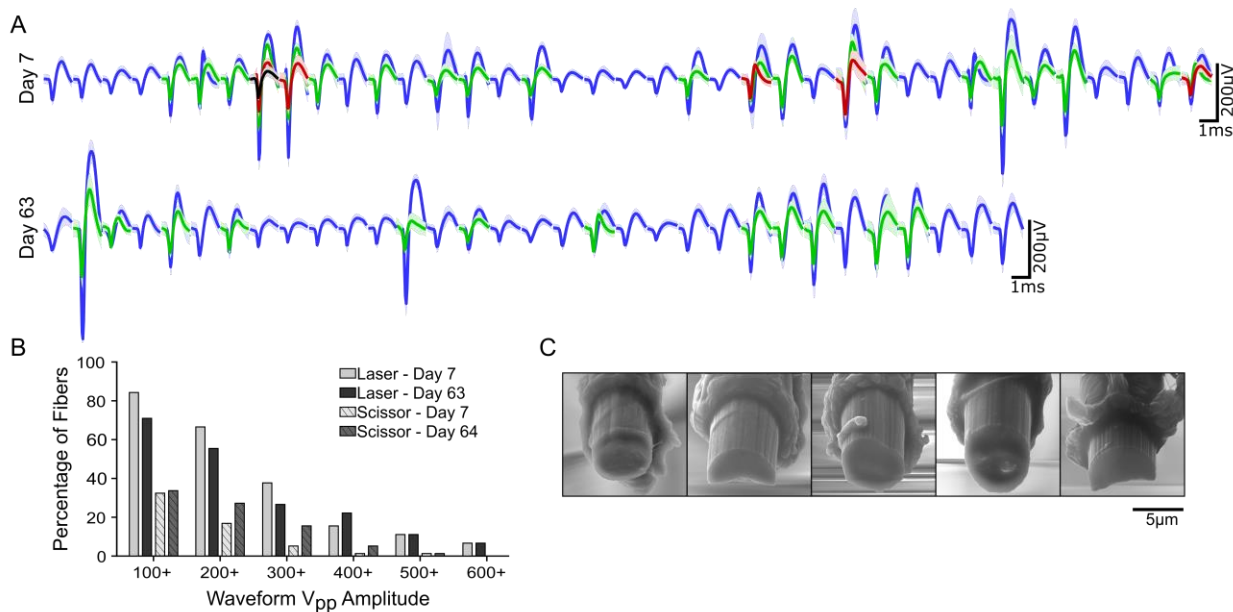 A
Day 7
200µV
1ms
Day 63
200µV
1ms
B
Percentage of Fibers
100
80
60
40
20
0
Laser - Day 7
Laser - Day 63
Scissor - Day 7
Scissor - Day 64
100+ 200+ 300+ 400+ 500+ 600+
Waveform Vpp Amplitude
C
5µm